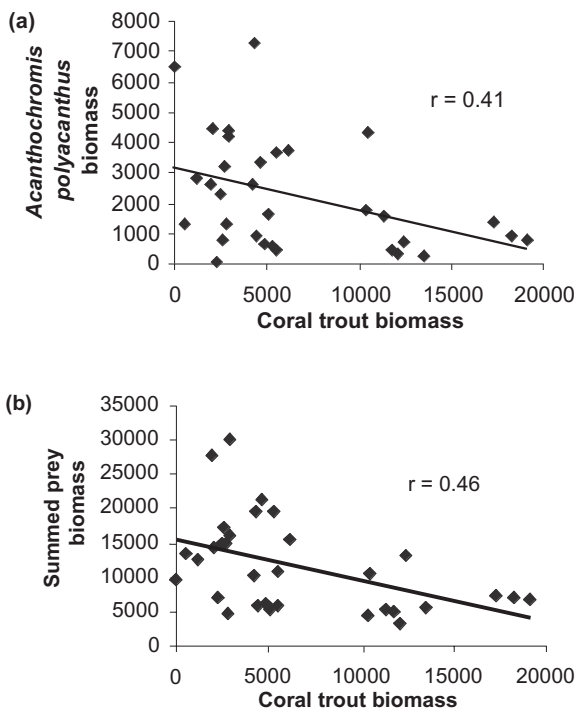 (a)
Acanthochromis
polyacanthus
biomass
8000
7000
6000
5000
4000
3000
2000
1000
0
r = 0.41
0 5000 10000 15000 20000
Coral trout biomass
(b)
Summed prey
biomass
35000
30000
25000
20000
15000
10000
5000
0
r = 0.46
0 5000 10000 15000 20000
Coral trout biomass